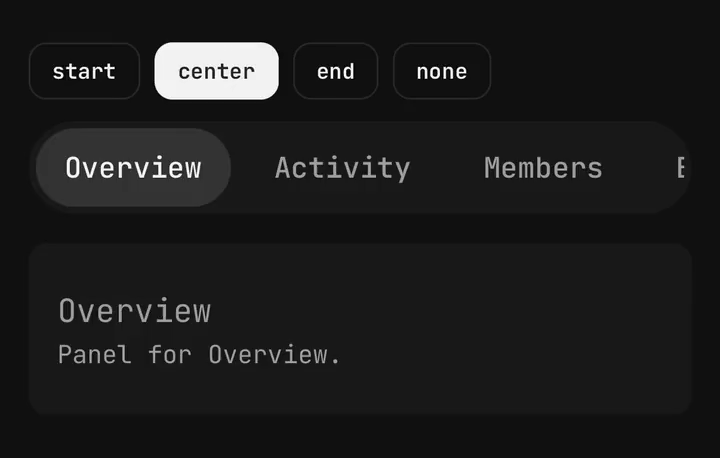 start center end none
Overview Activity Members
Overview
Panel for Overview.